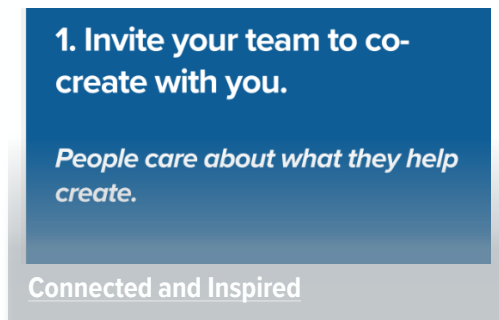 1. Invite your team to co-
create with you.
People care about what they help
create.
Connected and Inspired